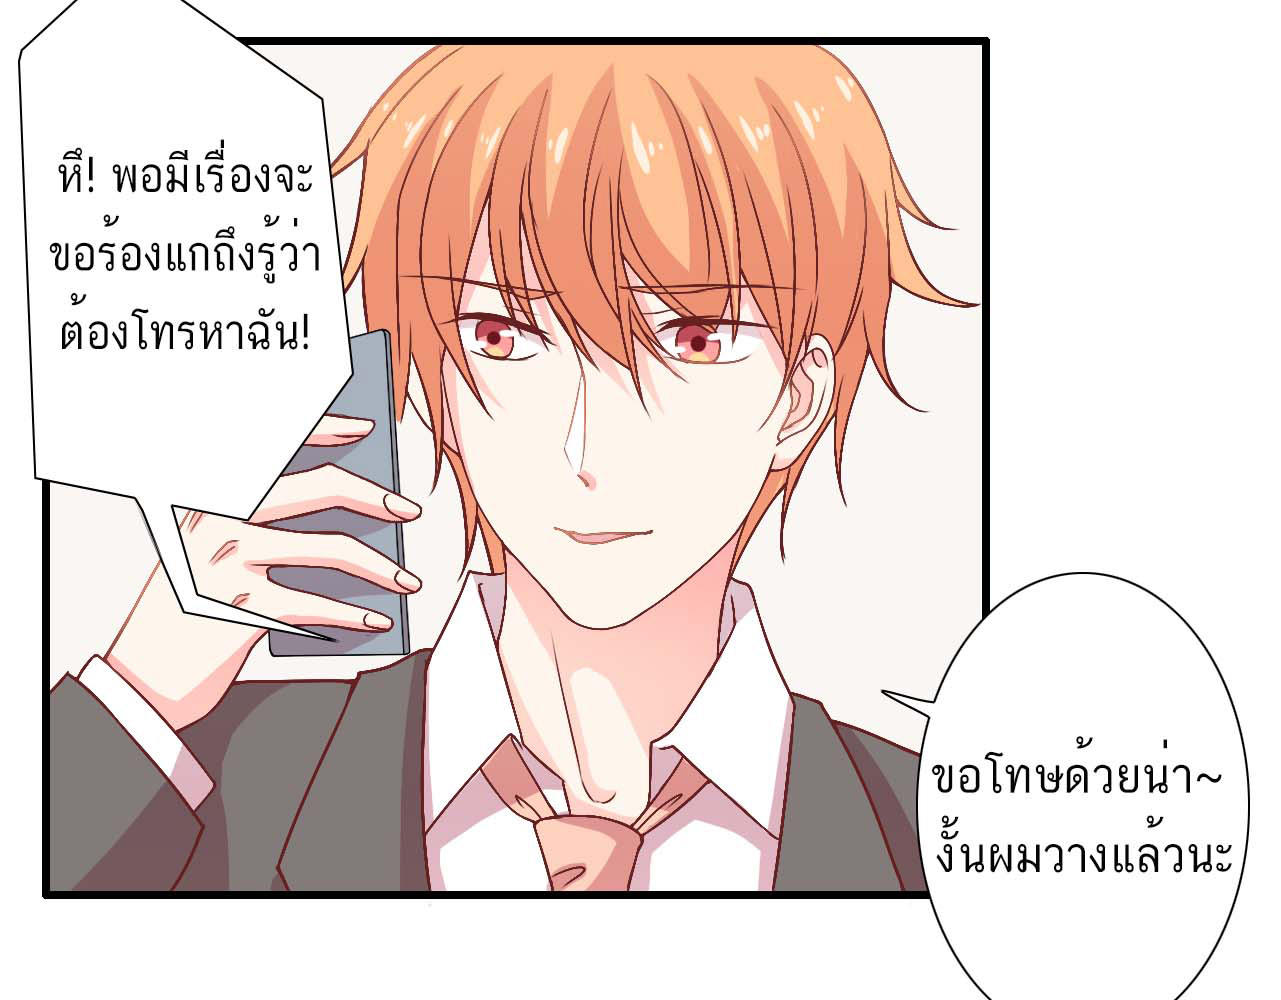 หึ! พอมีเรื่องจะ
ขอร้องแกถึงรู้ว่า
ต้องโทรหาฉัน!
ขอโทษด้วยน่า~
งั้นผมวางแล้วนะ